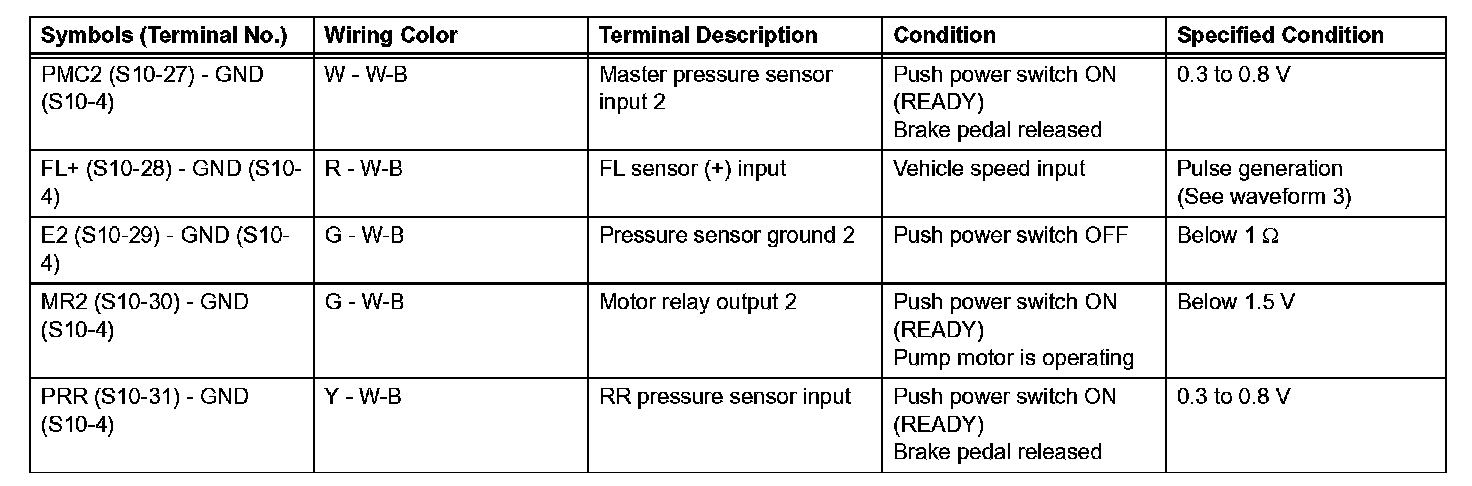 Symbols (Terminal No.) Wiring Color Terminal Description Condition Specified Condition
PMC2 (S10-27) - GND W - W-B Master pressure sensor Push power switch ON 0.3 to 0.8 V
(S10-4) input 2 (READY)
Brake pedal released
FL+ (S10-28) - GND (S10- R - W-B FL sensor (+) input Vehicle speed input Pulse generation
4) (See waveform 3)
E2 (S10-29) - GND (S10- G - W-B Pressure sensor ground 2 Push power switch OFF Below 1 Ω
4)
MR2 (S10-30) - GND G - W-B Motor relay output 2 Push power switch ON Below 1.5 V
(S10-4) (READY)
Pump motor is operating
PRR (S10-31) - GND Y - W-B RR pressure sensor input Push power switch ON 0.3 to 0.8 V
(S10-4) (READY)
Brake pedal released